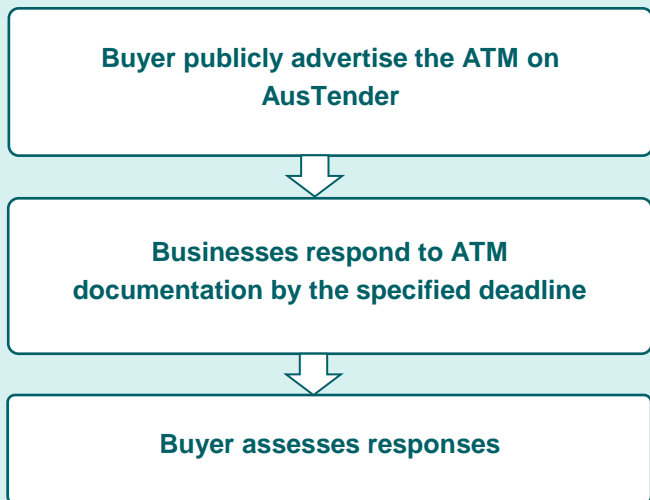 Buyer publicly advertise the ATM on
AusTender
Businesses respond to ATM
documentation by the specified deadline
Buyer assesses responses